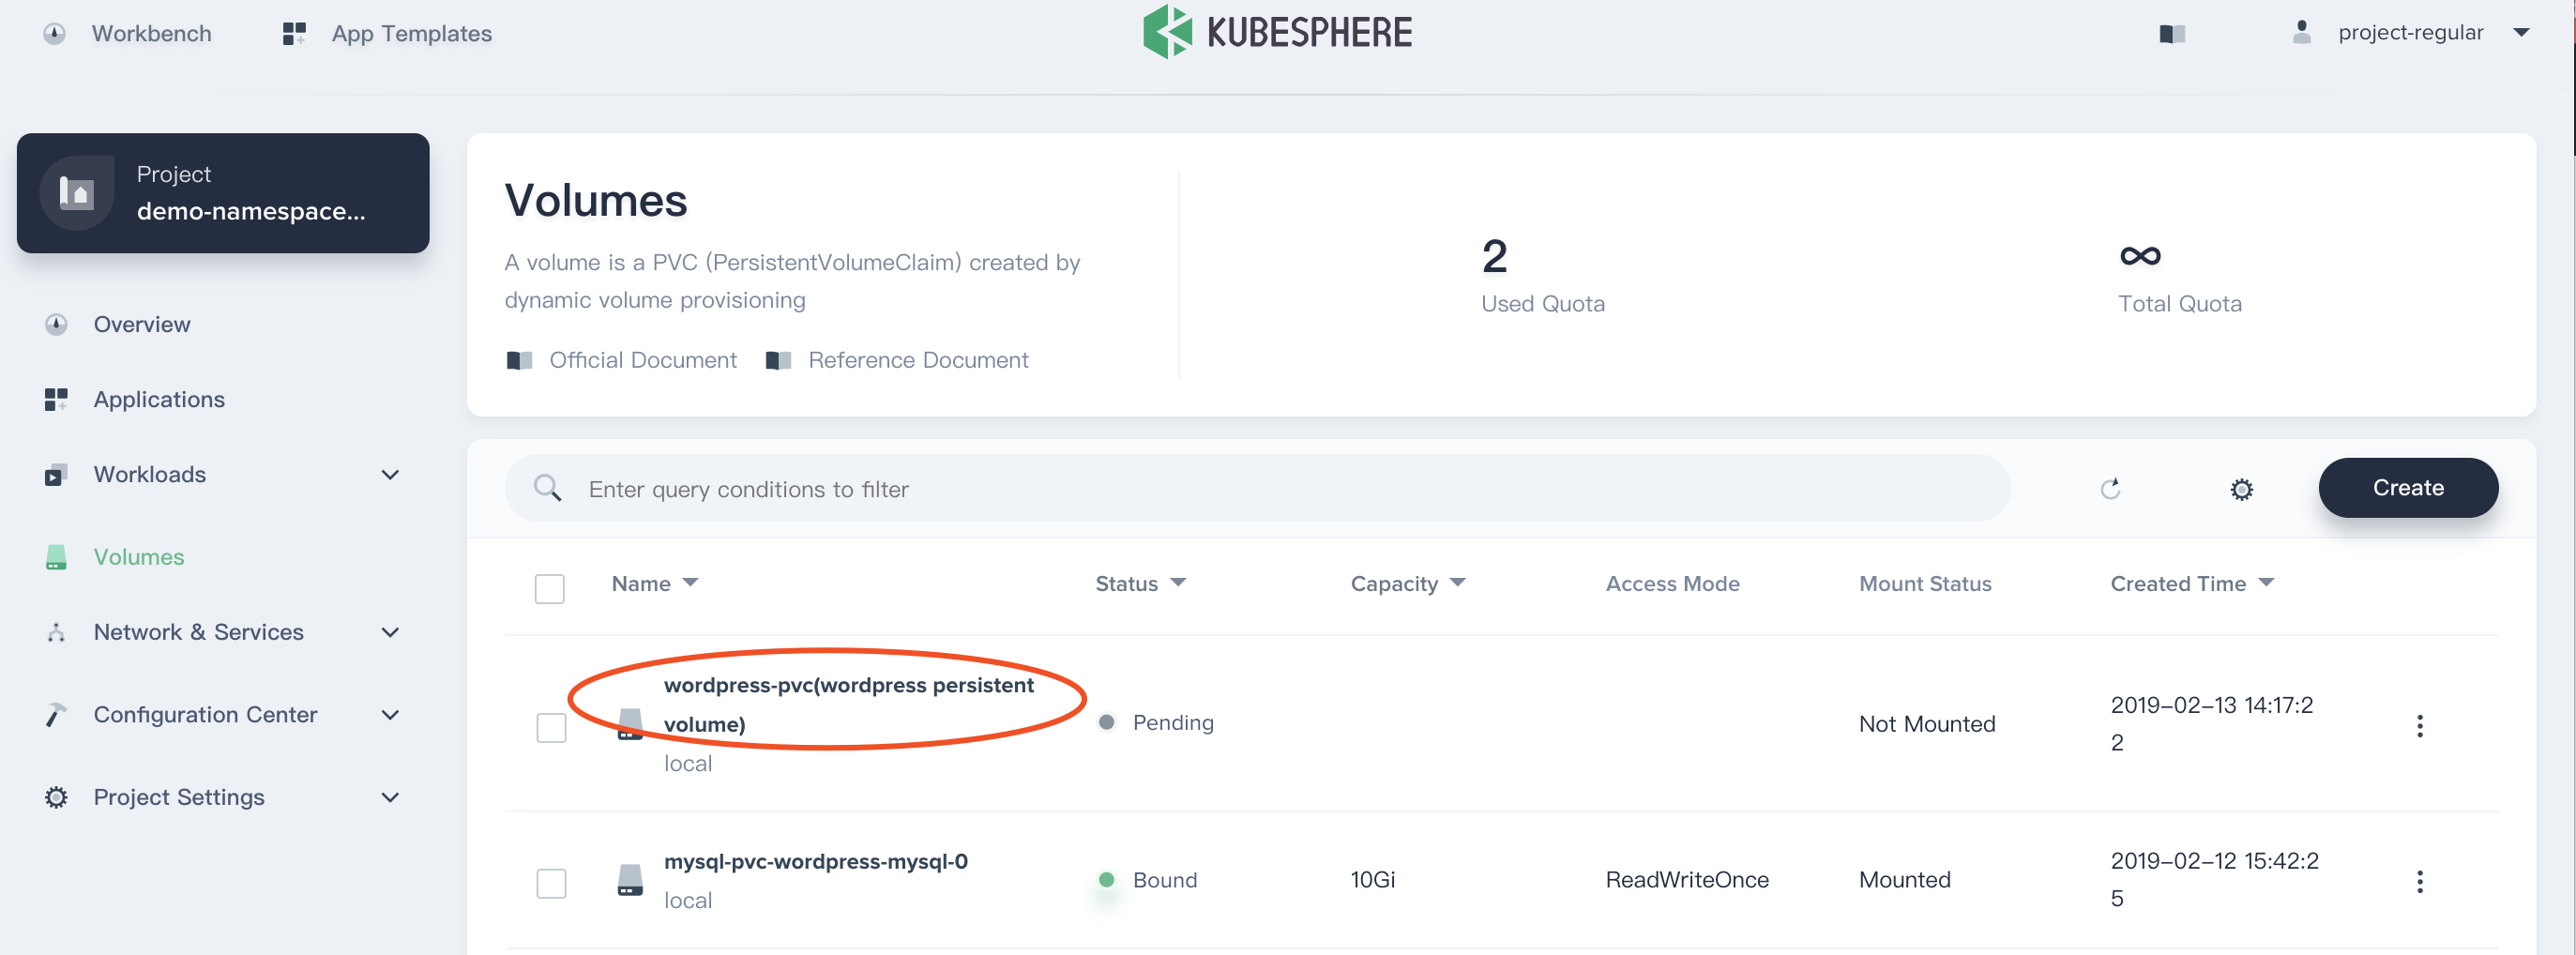 Workbench
App Templates
KUBESPHERE
project-regular
Project
demo-namespace...
Overview
Applications
Workloads
Volumes
Network & Services
Configuration Center
Project Settings
Volumes
A volume is a PVC (PersistentVolumeClaim) created by
dynamic volume provisioning
Official Document
Reference Document
2
Used Quota
∞
Total Quota
Enter query conditions to filter
Create
Name
Status
Capacity
Access Mode
Mount Status
Created Time
wordpress-pvc(wordpress persistent
volume)
local
Pending
Not Mounted
2019-02-13 14:17:2
2
mysql-pvc-wordpress-mysql-0
local
Bound
10Gi
ReadWriteOnce
Mounted
2019-02-12 15:42:2
5